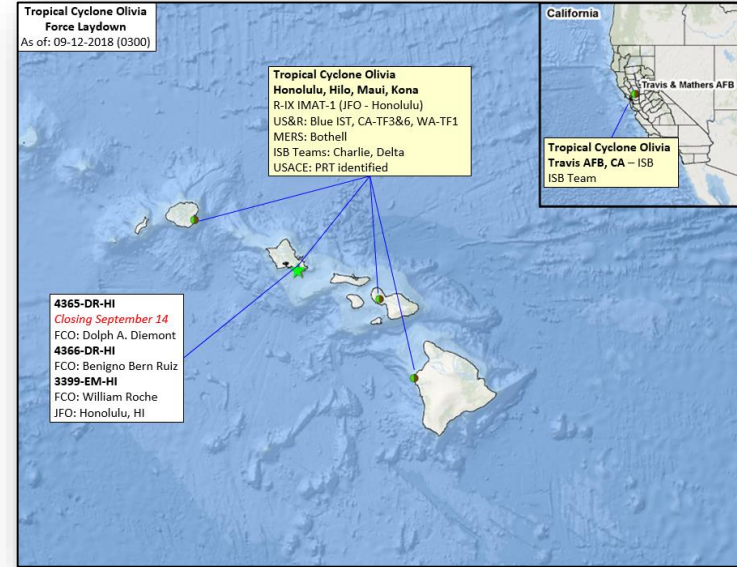 Tropical Cyclone Olivia
Force Laydown
As of: 09-12-2018 (0300)
California
Travis & Mathers AFB
Tropical Cyclone Olivia
Travis AFB, CA – ISB
ISB Team
Tropical Cyclone Olivia
Honolulu, Hilo, Maui, Kona
R-IX IMAT-1 (JFO - Honolulu)
US&R: Blue IST, CA-TF3&6, WA-TF1
MERS: Bothell
ISB Teams: Charlie, Delta
USACE: PRT identified
4365-DR-HI
Closing September 14
FCO: Dolph A. Diemont
4366-DR-HI
FCO: Benigno Bern Ruiz
3399-EM-HI
FCO: William Roche
JFO: Honolulu, HI